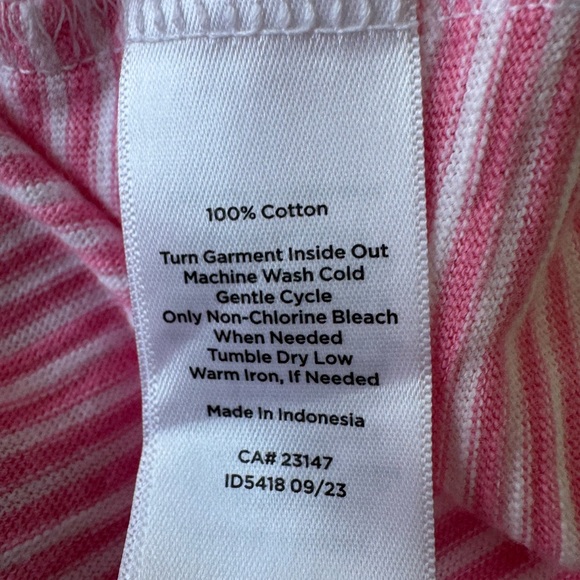 100% Cotton
Turn Garment Inside Out
Machine Wash Cold
Gentle Cycle
Only Non-Chlorine Bleach
When Needed
Tumble Dry Low
Warm Iron, If Needed
Made In Indonesia
CA# 23147
ID5418 09/23